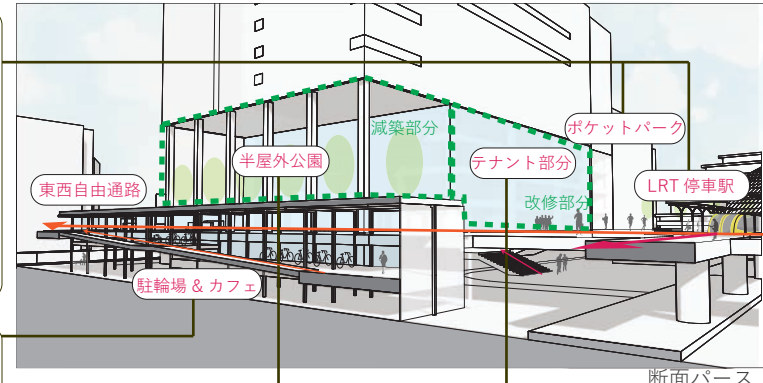 減築部分
ポケットパーク
半屋外公園
テナント部分
東西自由通路
LRT 停車駅
改修部分
駐輪場 & カフェ
断面パース